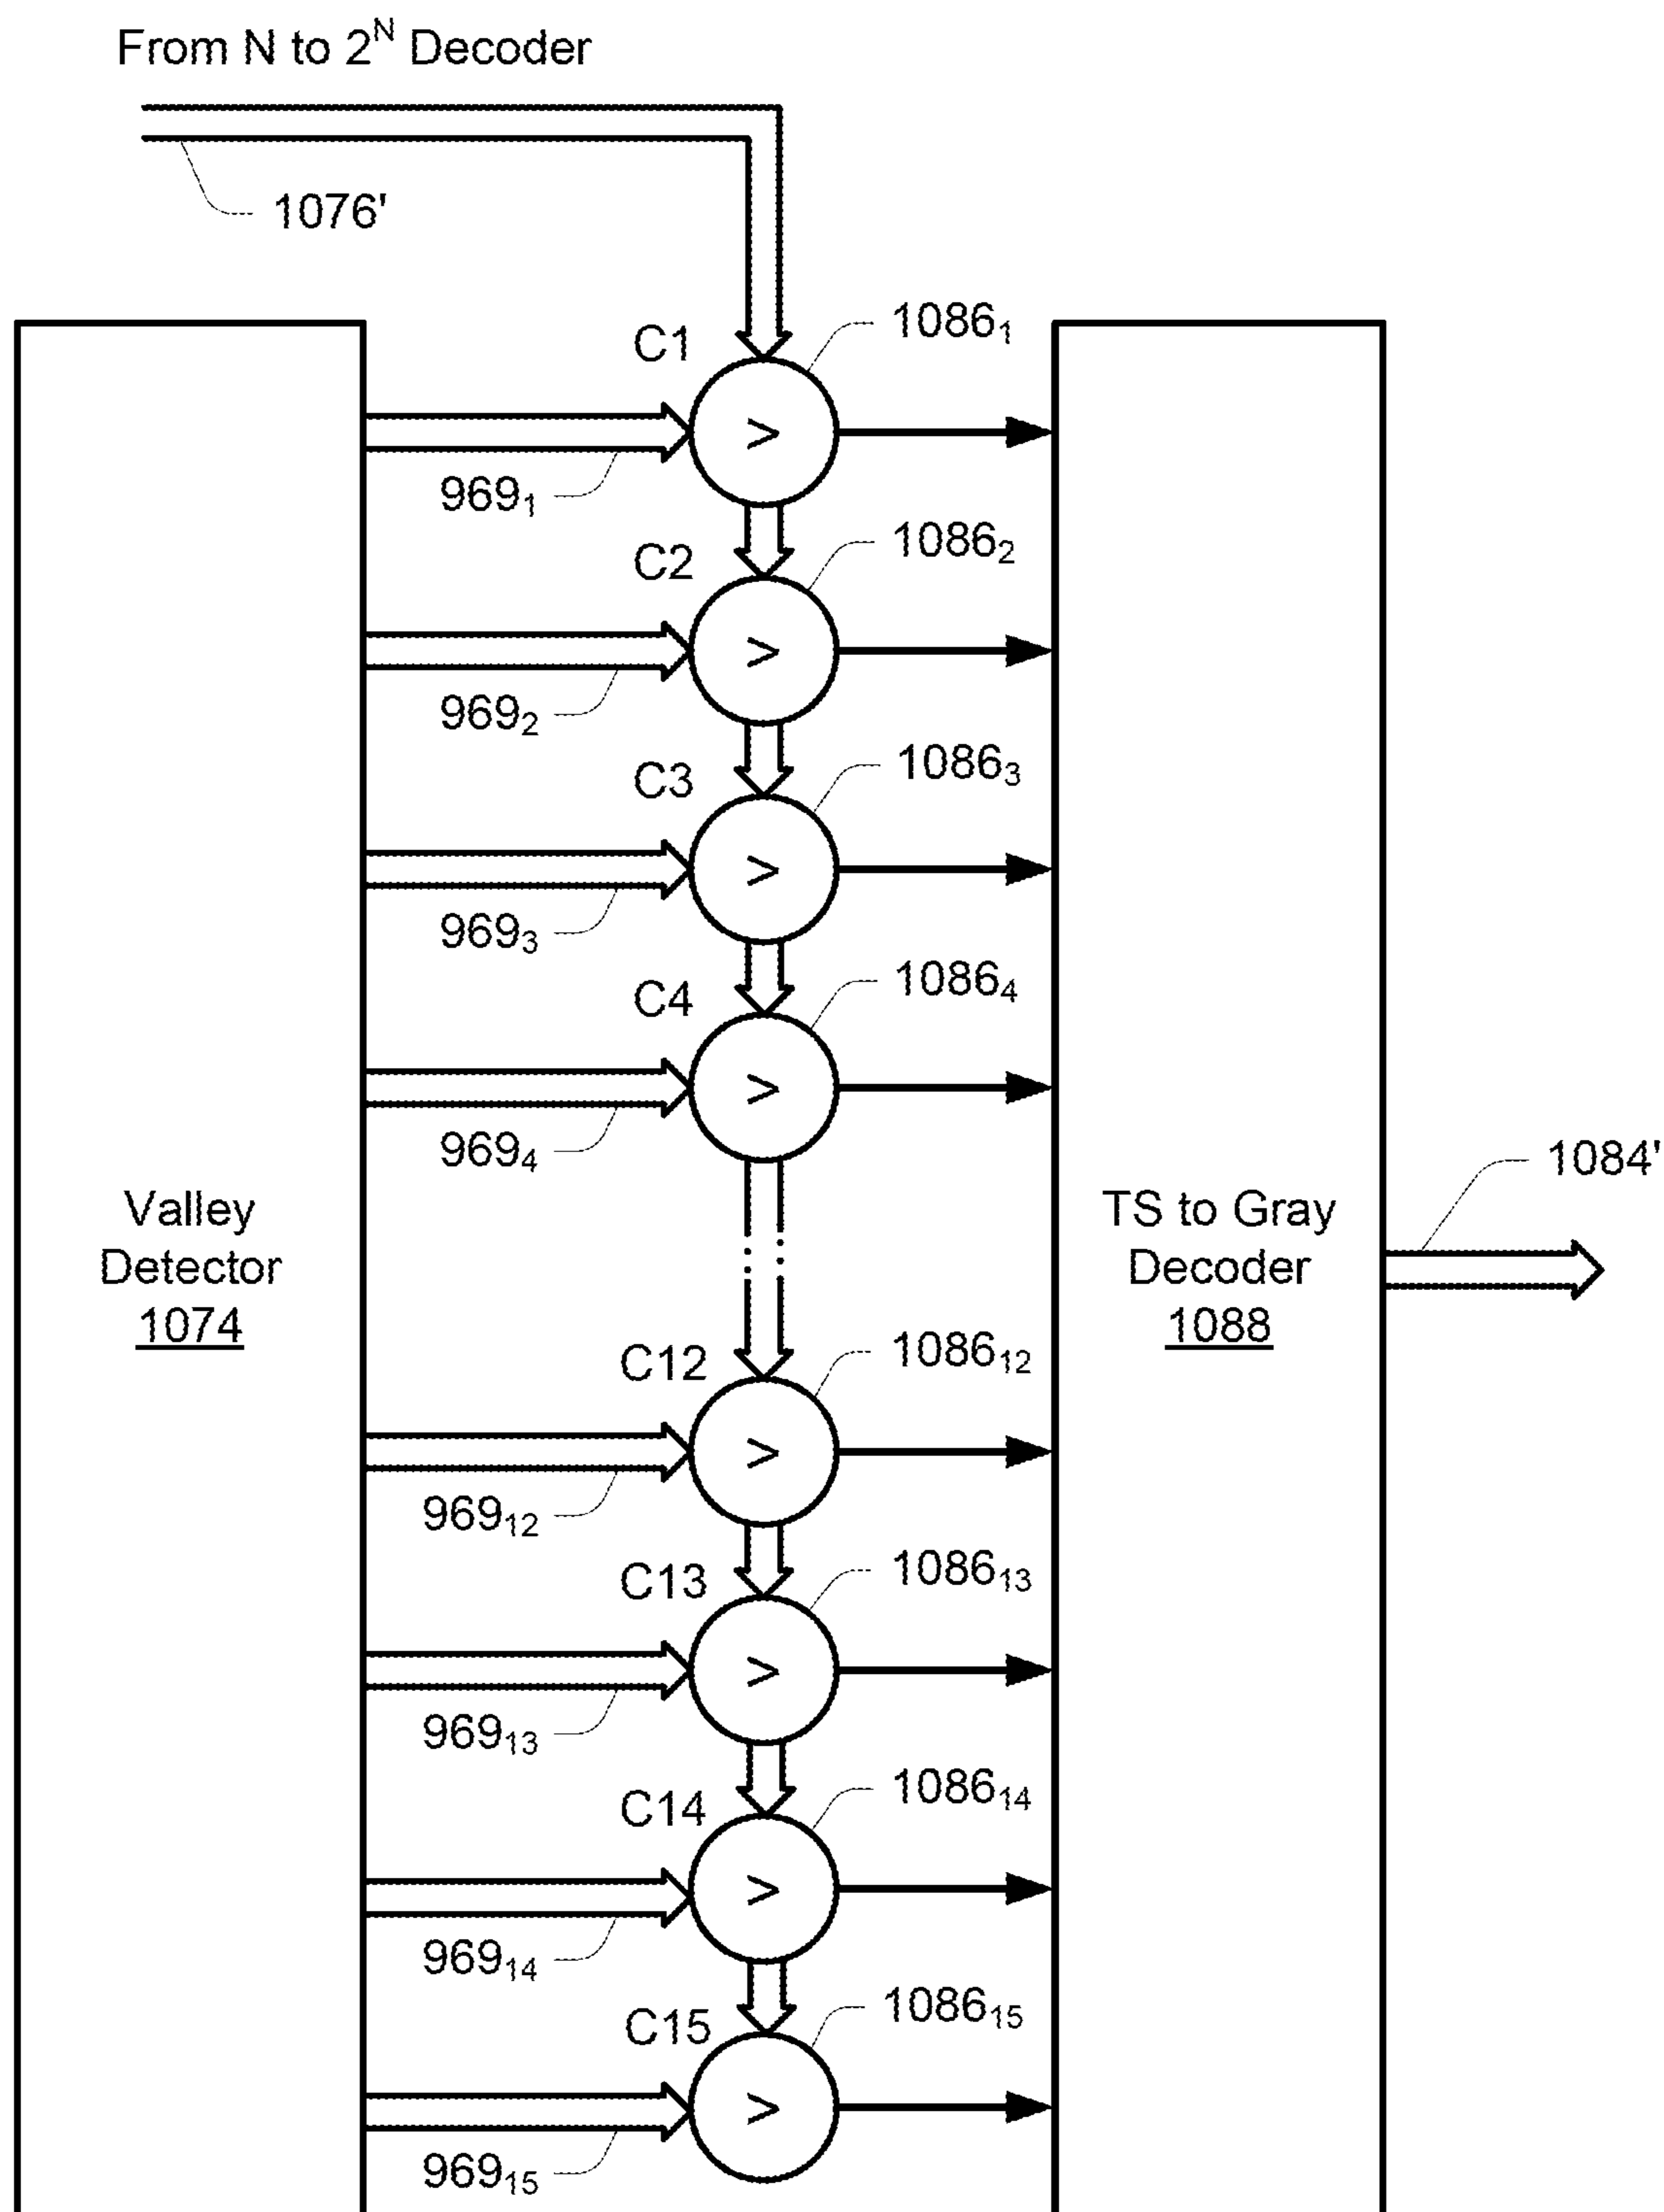 From N to 2^N Decoder
1076'
C1
1086₁
>
969₁
C2
1086₂
>
969₂
C3
1086₃
>
969₃
C4
1086₄
>
969₄
Valley
Detector
1074
TS to Gray
Decoder
1088
1084'
C12
1086₁₂
>
969₁₂
C13
1086₁₃
>
969₁₃
C14
1086₁₄
>
969₁₄
C15
1086₁₅
>
969₁₅